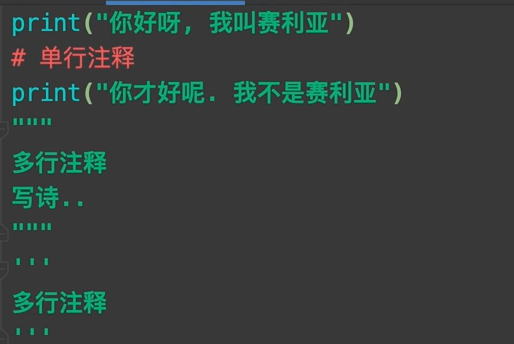 print("你好呀, 我叫赛利亚")
# 单行注释
print("你才好呢. 我不是赛利亚")
"""
多行注释
写诗..
"""
'''
多行注释
'''